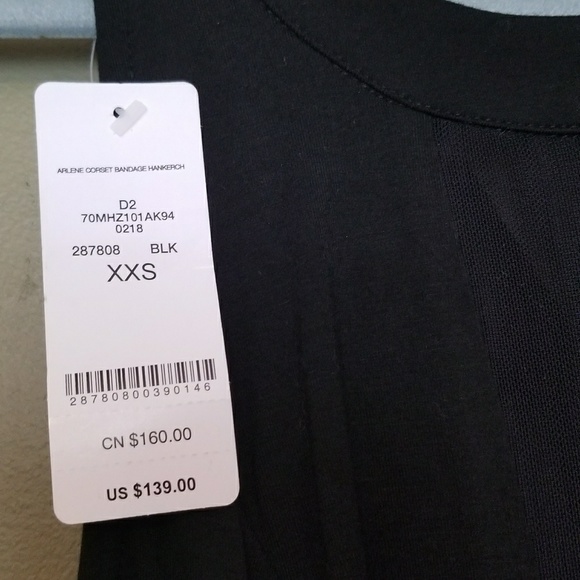 ARLENE CORSET BANDAGE HANKERCH
D2
70MHZ101AK94
0218
287808 BLK
XXS
28780800390146
CN $160.00
US $139.00